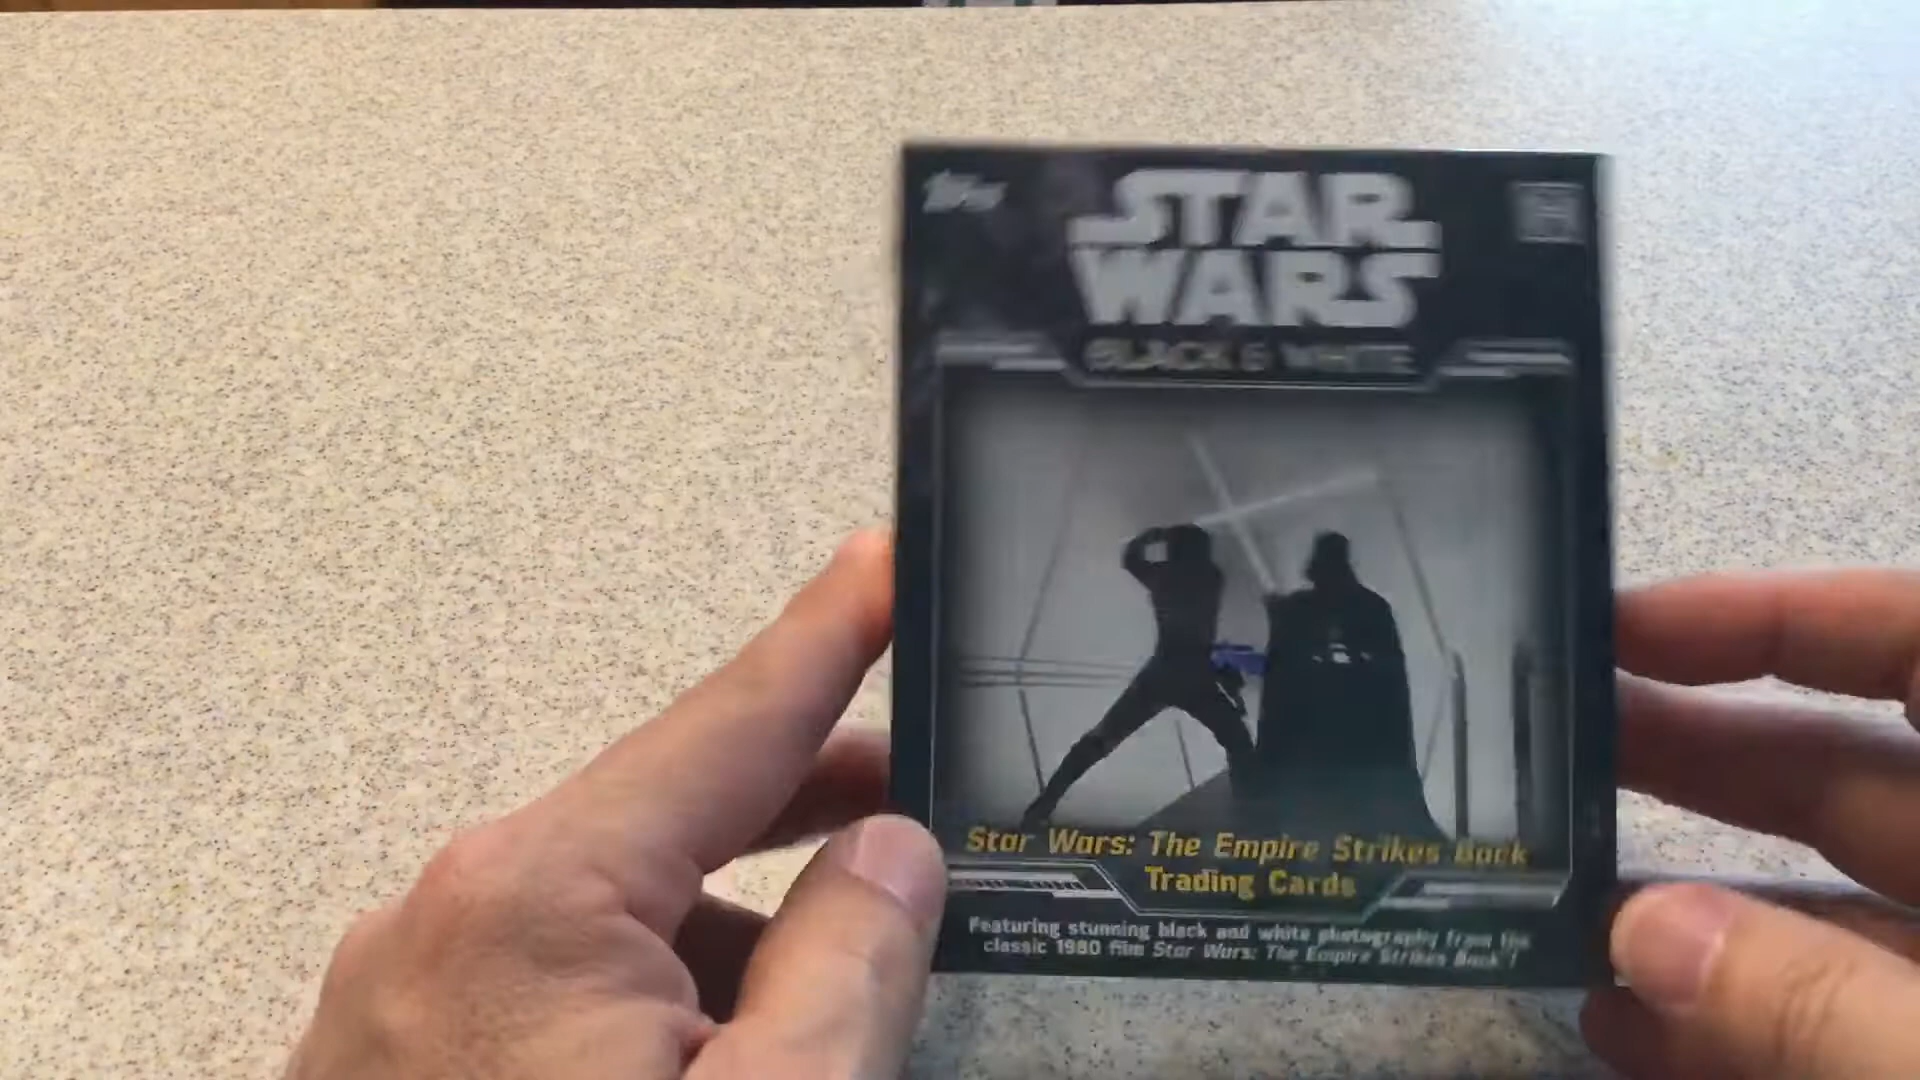 Topps
STAR
WARS
BLACK & WHITE
Star Wars: The Empire Strikes Back
Trading Cards
Featuring stunning black and white photography from the
classic 1980 film Star Wars: The Empire Strikes Back!